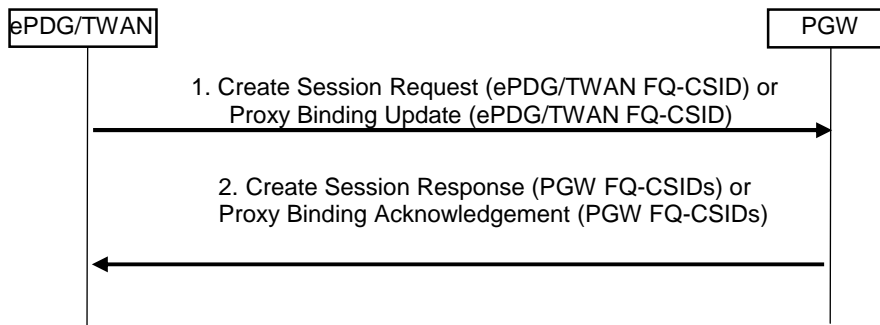 ePDG/TWAN
PGW
1. Create Session Request (ePDG/TWAN FQ-CSID) or
Proxy Binding Update (ePDG/TWAN FQ-CSID)
2. Create Session Response (PGW FQ-CSIDs) or
Proxy Binding Acknowledgement (PGW FQ-CSIDs)